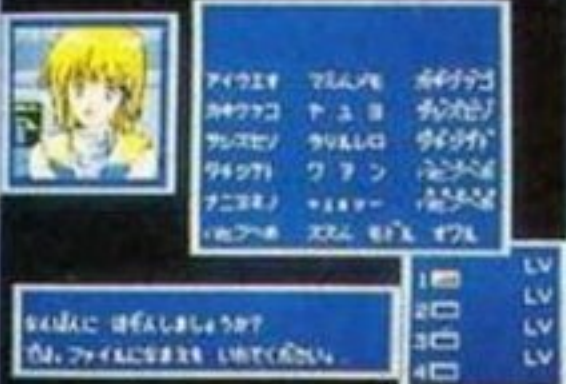 アイウエオ マミムメモ ガギグゲゴ
カキクケコ ヤユヨ ザジズゼゾ
サシスセソ ラリルレロ ダヂヅデド
タチツテト ワアン バビブベボ
ナニヌネノ パピプペポ
ハヒフヘホ ススム モドル オワル
なんばんに ほぞんしましょうか?
では、ファイルになまえを いれてください。
LV
1
LV
2
LV
3
LV
4